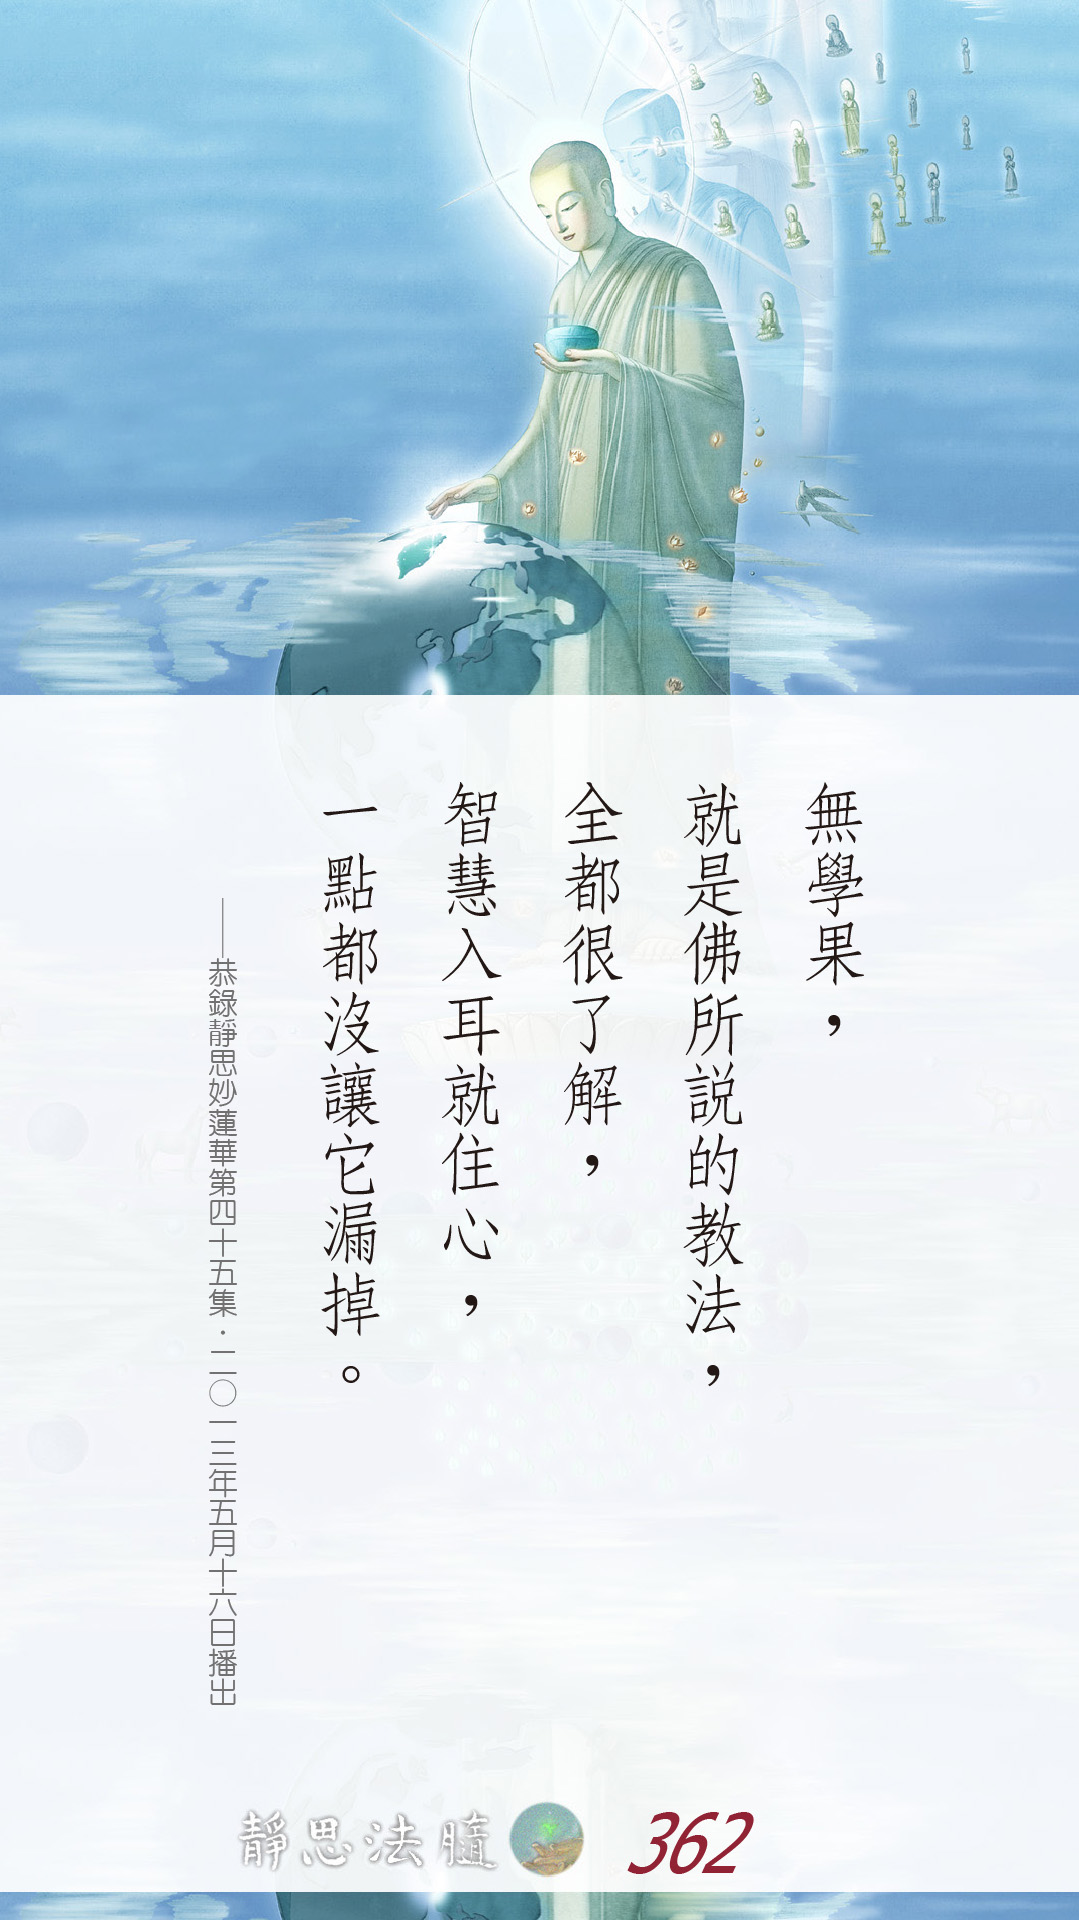 無學果，
就是佛所說的教法，
全都很了解，
智慧入耳就住心，
一點都沒讓它漏掉。
——恭錄靜思妙蓮華第四十五集·二〇一三年五月十六日播出
靜思法髓
362